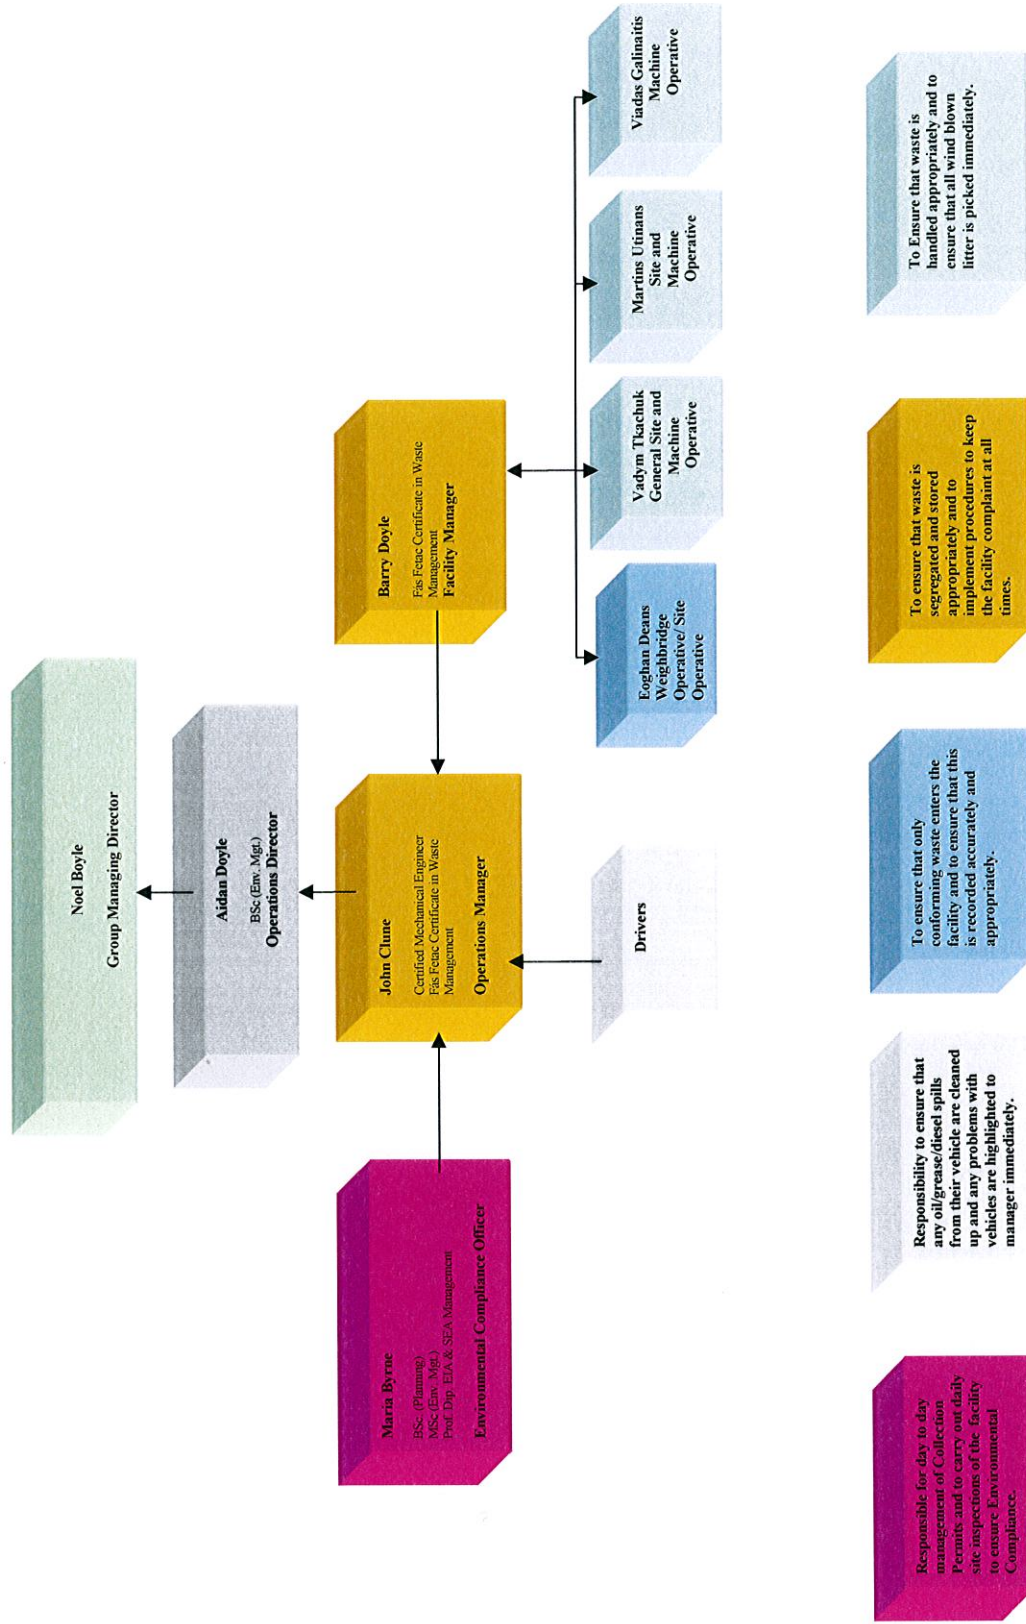 Noel Boyle
Group Managing Director
Aidan Doyle
BSc (Env. Mgt.)
Operations Director
Maria Byrne
BSc (Planning)
MSc (Env. Mgt.)
Prof. Dip. EIA & SEA Management
Environmental Compliance Officer
John Clune
Certified Mechanical Engineer
Fás Fetac Certificate in Waste
Management
Operations Manager
Barry Doyle
Fás Fetac Certificate in Waste
Management
Facility Manager
Drivers
Eoghan Deans
Weighbridge
Operative/ Site
Operative
Vadym Tkachuk
General Site and
Machine
Operative
Martins Utinans
Site and
Machine
Operative
Viadas Galinaitis
Machine
Operative
Responsible for day to day
management of Collection
Permits and to carry out daily
site inspections of the facility
to ensure Environmental
Compliance.
Responsibility to ensure that
any oil/grease/diesel spills
from their vehicle are cleaned
up and any problems with
vehicles are highlighted to
manager immediately.
To ensure that only
conforming waste enters the
facility and to ensure that this
is recorded accurately and
appropriately.
To ensure that waste is
segregated and stored
appropriately and to
implement procedures to keep
the facility complaint at all
times.
To Ensure that waste is
handled appropriately and to
ensure that all wind blown
litter is picked immediately.